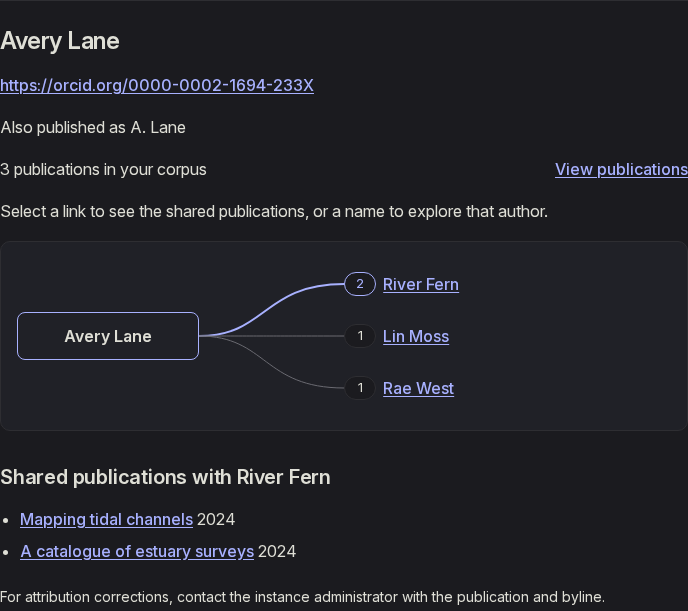 Avery Lane
https://orcid.org/0000-0002-1694-233X
Also published as A. Lane
3 publications in your corpus
View publications
Select a link to see the shared publications, or a name to explore that author.
Avery Lane
2 River Fern
1 Lin Moss
1 Rae West
Shared publications with River Fern
Mapping tidal channels 2024
A catalogue of estuary surveys 2024
For attribution corrections, contact the instance administrator with the publication and byline.